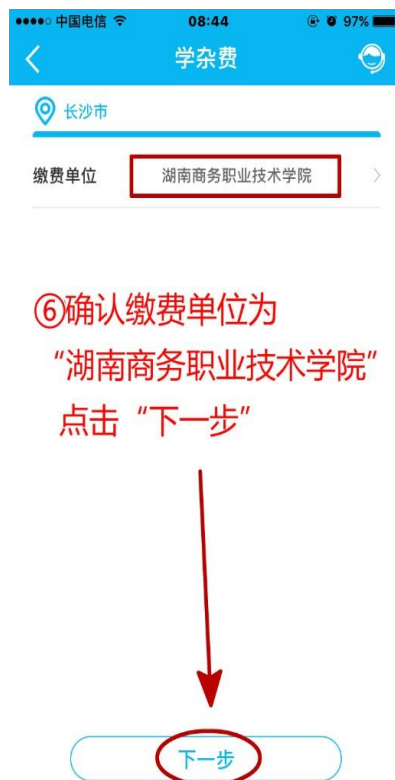 中国电信 08:44 97%
学杂费
长沙市
缴费单位 湖南商务职业技术学院
⑥确认缴费单位为
“湖南商务职业技术学院”
点击“下一步”
下一步